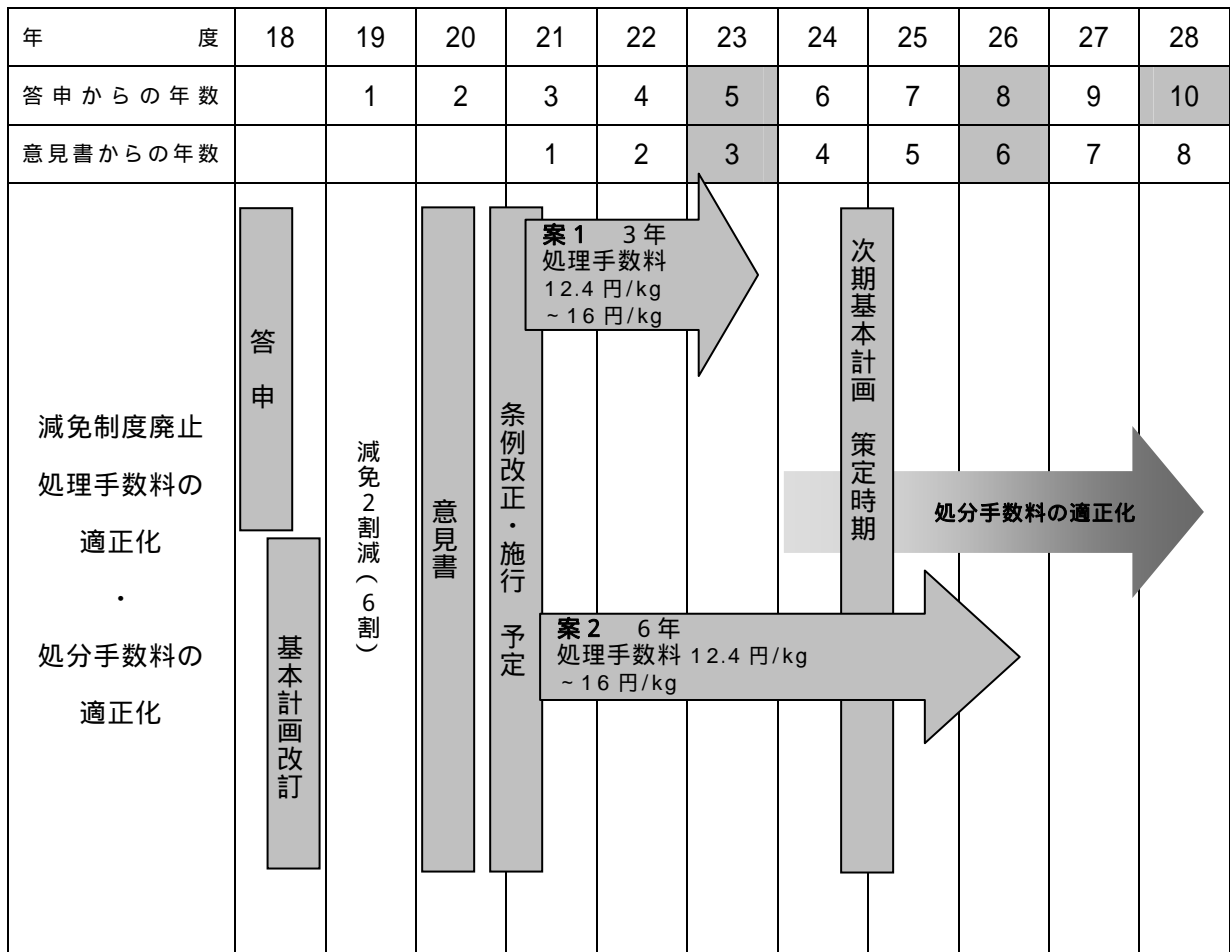 年 度 18 19 20 21 22 23 24 25 26 27 28
答申からの年数 1 2 3 4 5 6 7 8 9 10
意見書からの年数 1 2 3 4 5 6 7 8
減免制度廃止
処理手数料の
適正化
・
処分手数料の
適正化
答申
基本計画改訂
減免2割減(6割)
意見書
条例改正・施行 予定
案1 3年
処理手数料
12.4円/kg
~16円/kg
案2 6年
処理手数料 12.4円/kg
~16円/kg
次期基本計画 策定時期
処分手数料の適正化